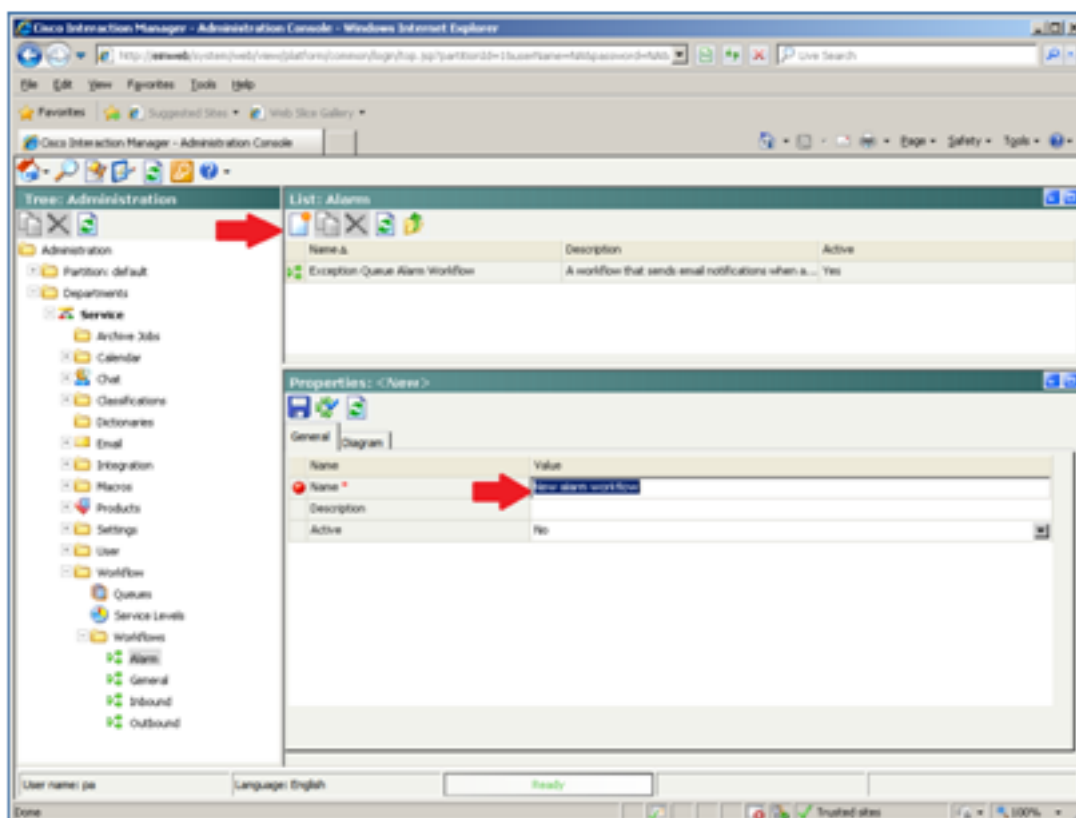 Cisco Interaction Manager - Administration Console - Windows Internet Explorer
Live Search
File Edit View Favorites Tools Help
Favorites Suggested Sites Web Slice Gallery
Cisco Interaction Manager - Administration Console
Page Safety Tools
Tree: Administration
List: Alarm
Name Description Active
Exception Queue Alarm Workflow A workflow that sends email notifications when a... Yes
Administration
Partition: default
Departments
Service
Archive Jobs
Calendar
Chat
Classifications
Dictionaries
Email
Integration
Macros
Products
Settings
User
Workflow
Queues
Service Levels
Workflows
Alarm
General
Inbound
Outbound
Properties: <New>
General Diagram
Name Value
Name * New alarm workflow
Description
Active No
User name: pa Language: English Ready
Done Trusted sites 100%